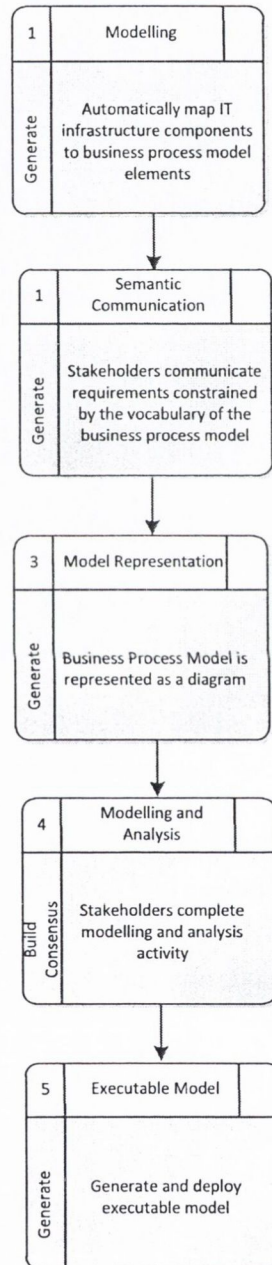 1 Modelling
Generate
Automatically map IT
infrastructure components
to business process model
elements
1 Semantic
Communication
Generate
Stakeholders communicate
requirements constrained
by the vocabulary of the
business process model
3 Model Representation
Generate
Business Process Model is
represented as a diagram
4 Modelling and
Analysis
Build
Consensus
Stakeholders complete
modelling and analysis
activity
5 Executable Model
Generate
Generate and deploy
executable model